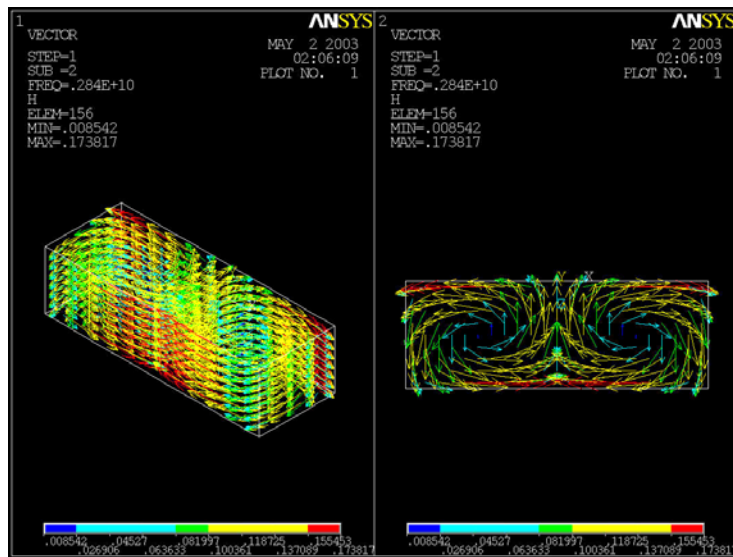 1
ANSYS
VECTOR
MAY 2 2003
02:06:09
PLOT NO. 1
STEP=1
SUB =2
FREQ=.284E+10
H
ELEM=156
MIN=.008542
MAX=.173817
.008542 .04527 .081997 .118725 .155453
.026906 .063633 .100361 .137089 .173817
2
ANSYS
VECTOR
MAY 2 2003
02:06:09
PLOT NO. 1
STEP=1
SUB =2
FREQ=.284E+10
H
ELEM=156
MIN=.008542
MAX=.173817
Y X
.008542 .04527 .081997 .118725 .155453
.026906 .063633 .100361 .137089 .173817